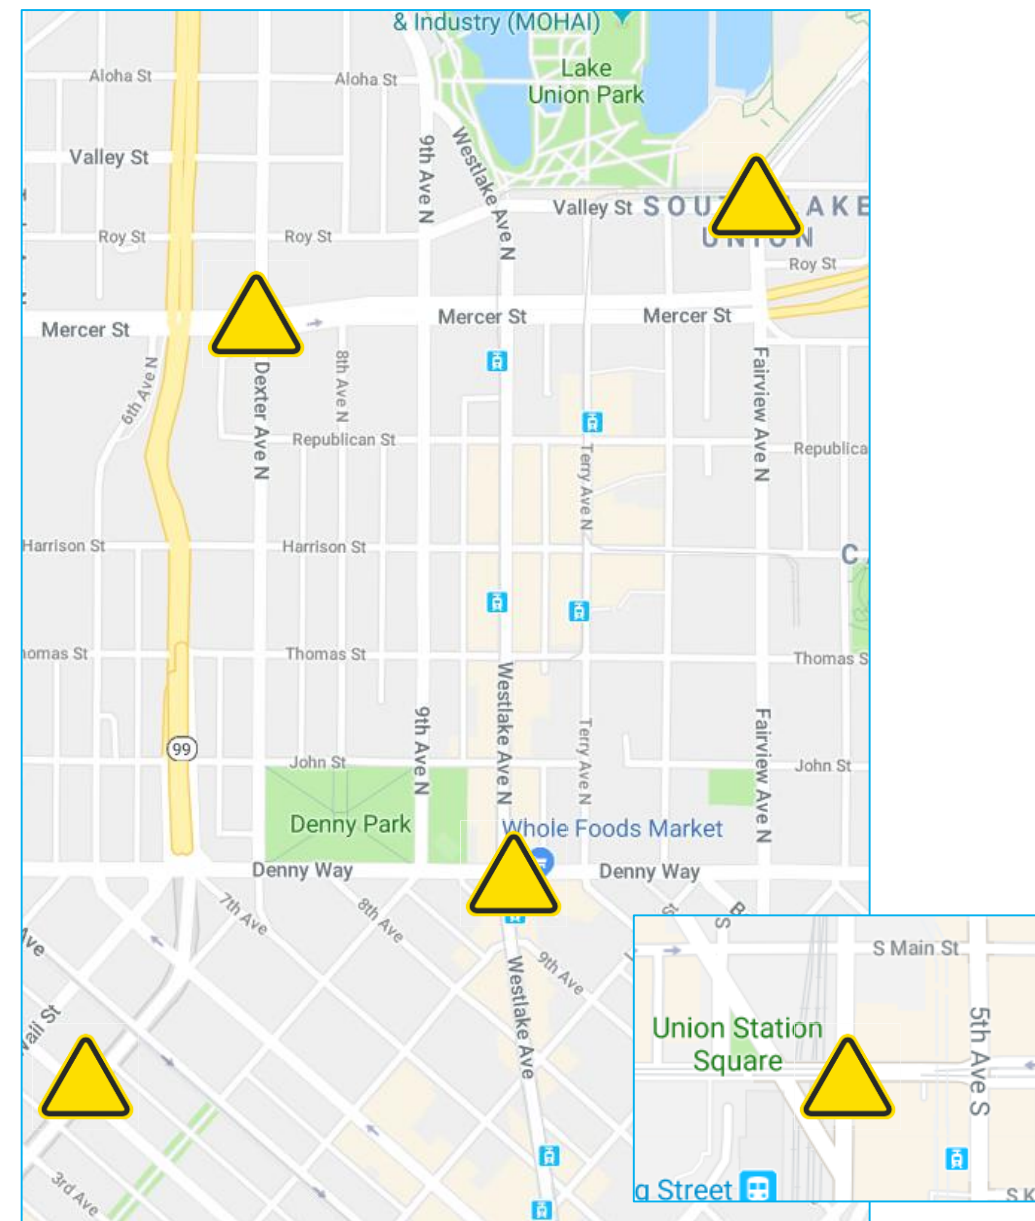 & Industry (MOHAI)
Lake
Union Park
Aloha St
Aloha St
Valley St
9th Ave N
Westlake Ave N
Valley St
Roy St
Roy St
UNION
Roy St
Mercer St
Mercer St
Mercer St
6th Ave N
8th Ave N
Dexter Ave N
Fairview Ave N
Republican St
Terry Ave N
Republica
Harrison St
Harrison St
C
omas St
Thomas St
Thomas S
Westlake Ave N
9th Ave N
Terry Ave N
Fairview Ave N
99
John St
John St
Denny Park
Whole Foods Market
Denny Way
Denny Way
7th Ave
8th Ave
9th Ave
Ave
St
Westlake Ave
S Main St
Union Station
Square
5th Ave S
3rd Ave
g Street
S K